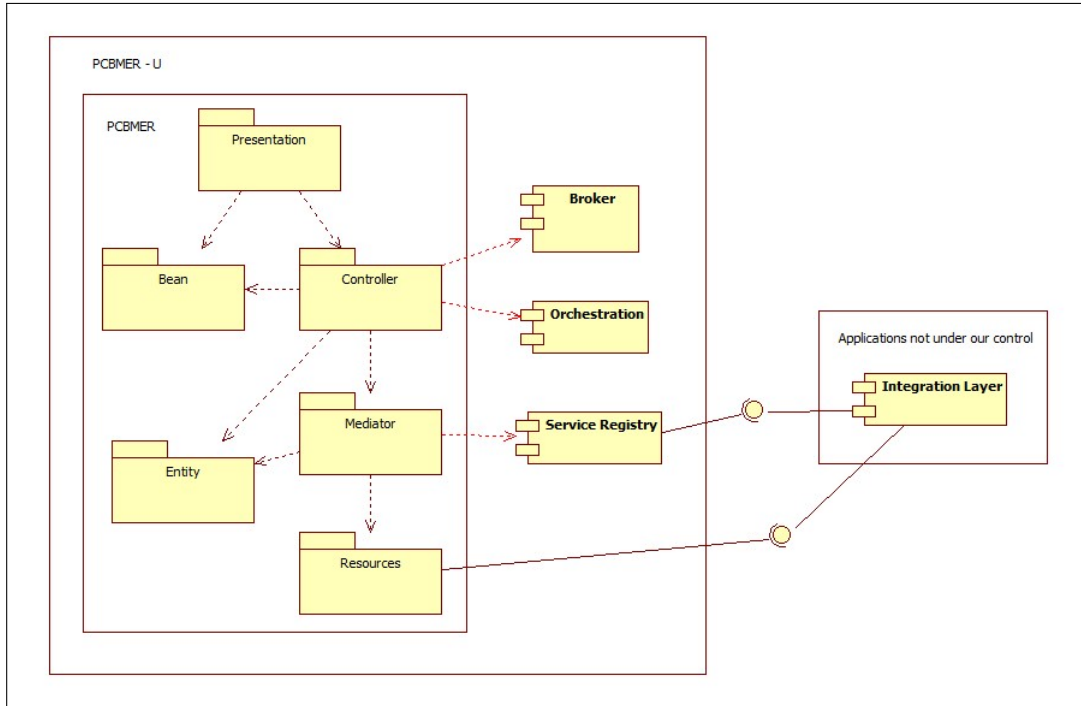 PCBMER - U
PCBMER
Presentation
Broker
Bean
Controller
Orchestration
Applications not under our control
Integration Layer
Mediator
Service Registry
Entity
Resources